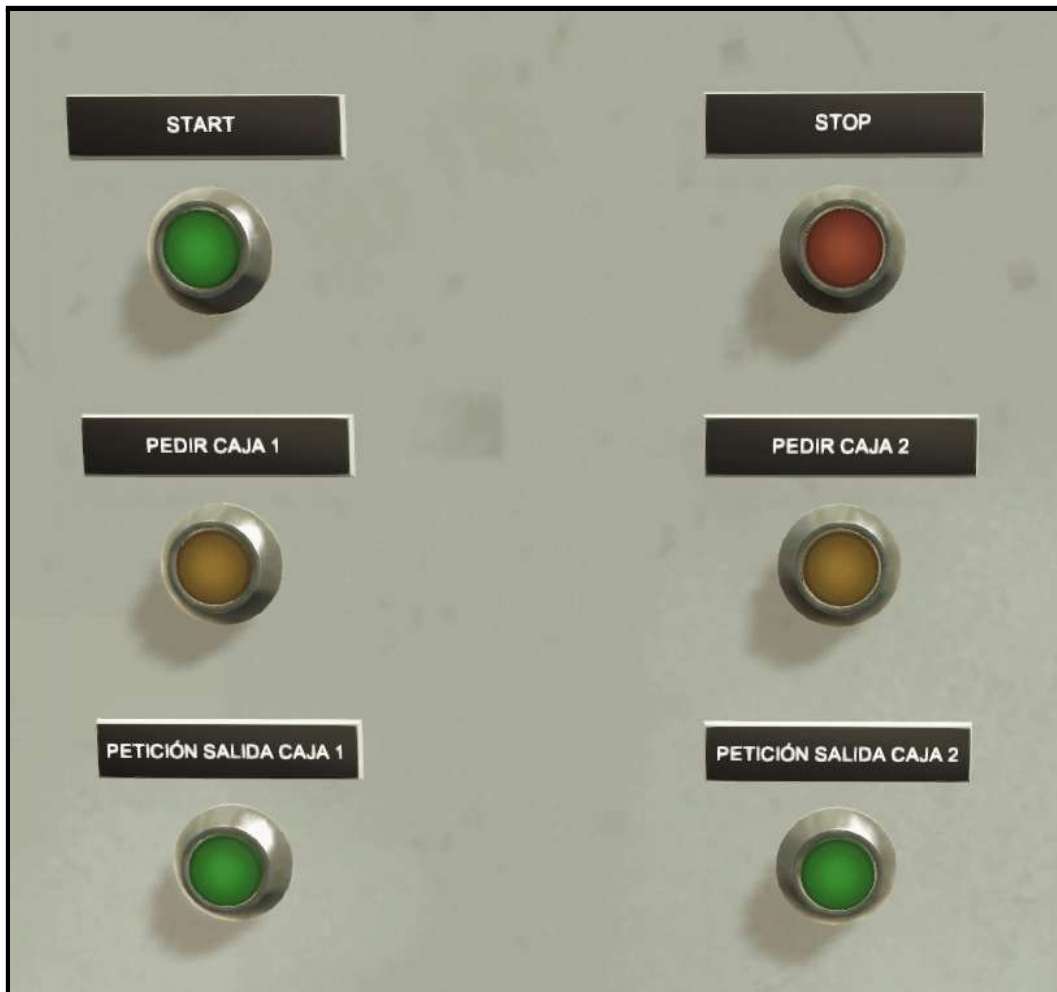 START
STOP
PEDIR CAJA 1
PEDIR CAJA 2
PETICIÓN SALIDA CAJA 1
PETICIÓN SALIDA CAJA 2